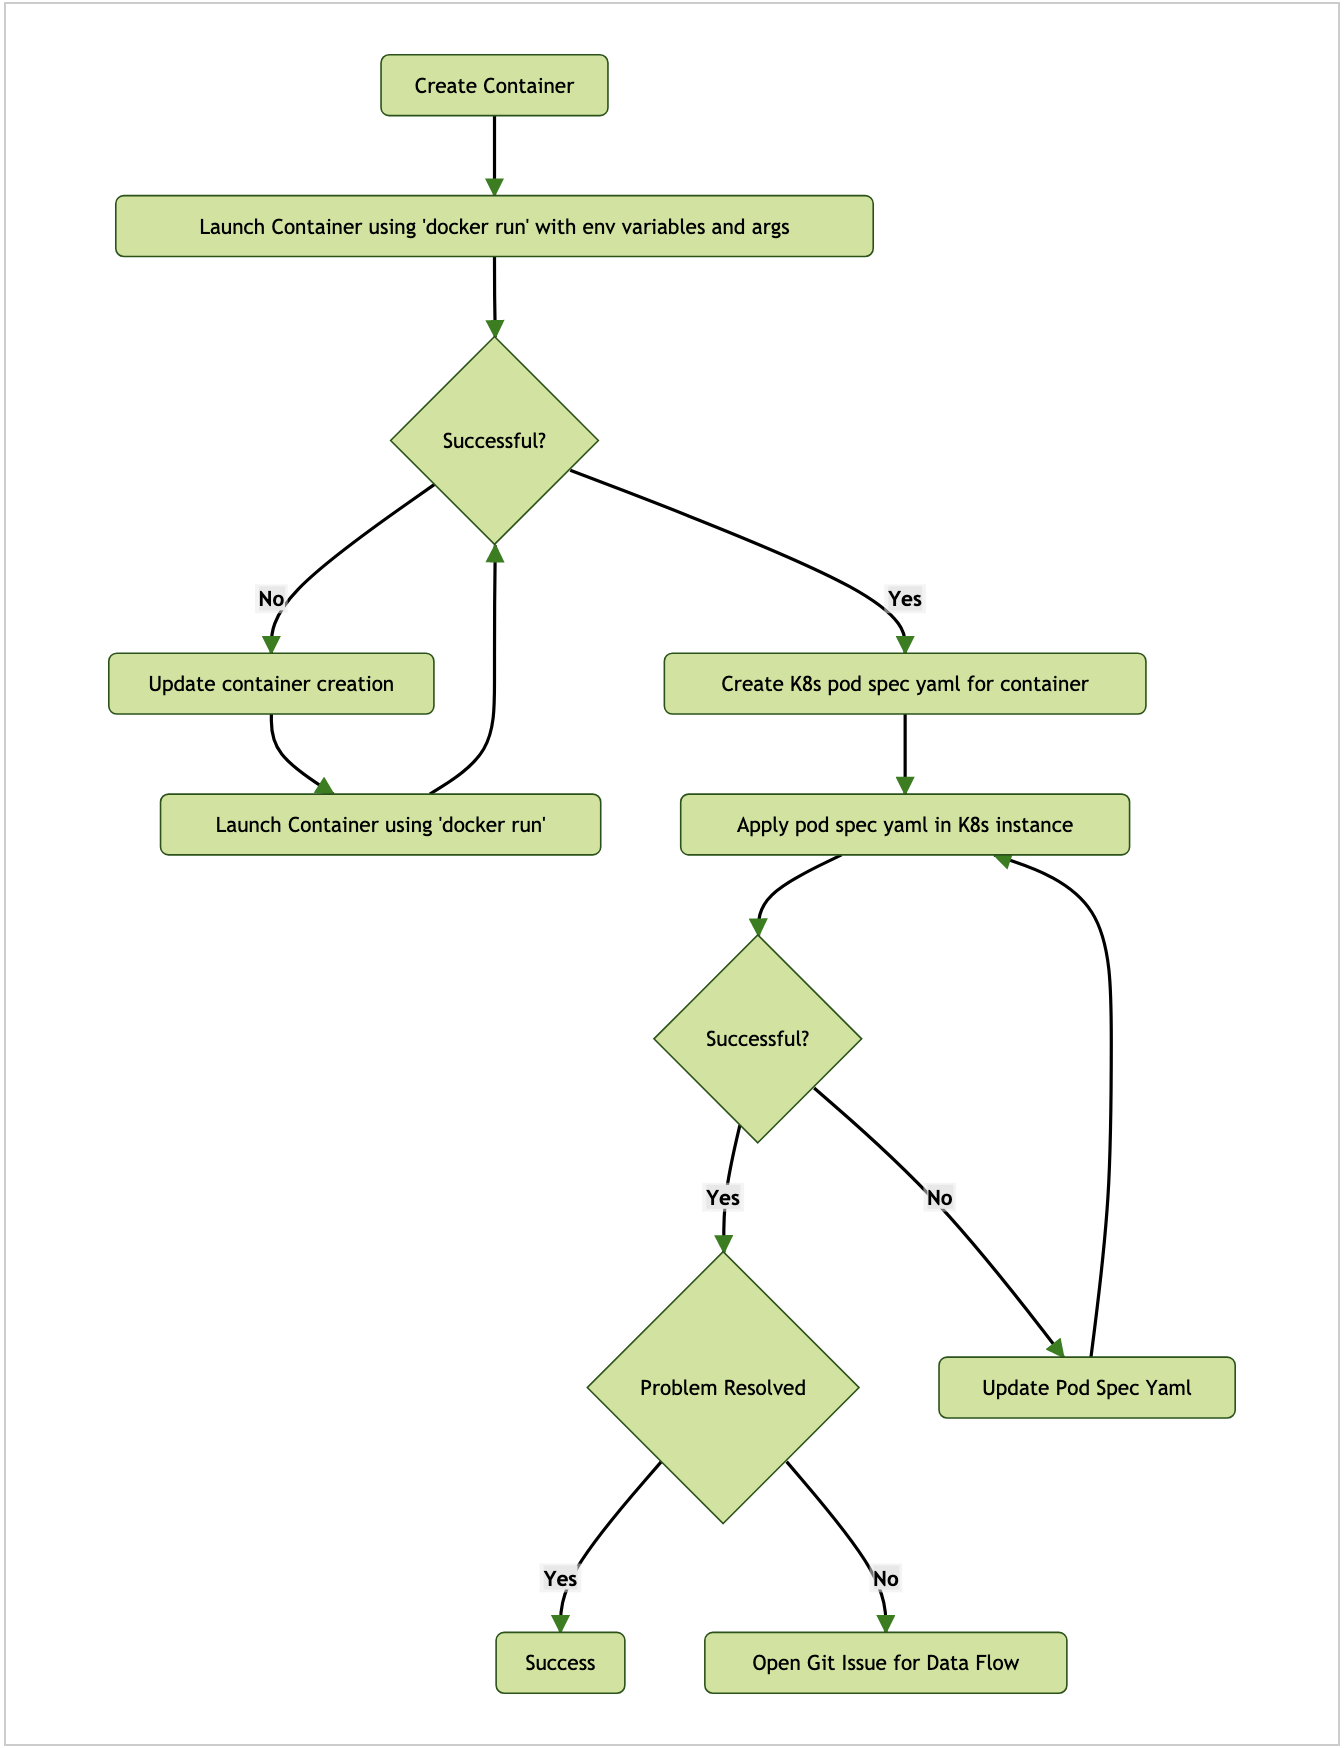 Create Container
Launch Container using 'docker run' with env variables and args
Successful?
No
Yes
Update container creation
Create K8s pod spec yaml for container
Launch Container using 'docker run'
Apply pod spec yaml in K8s instance
Successful?
Yes
No
Problem Resolved
Update Pod Spec Yaml
Yes
No
Success
Open Git Issue for Data Flow